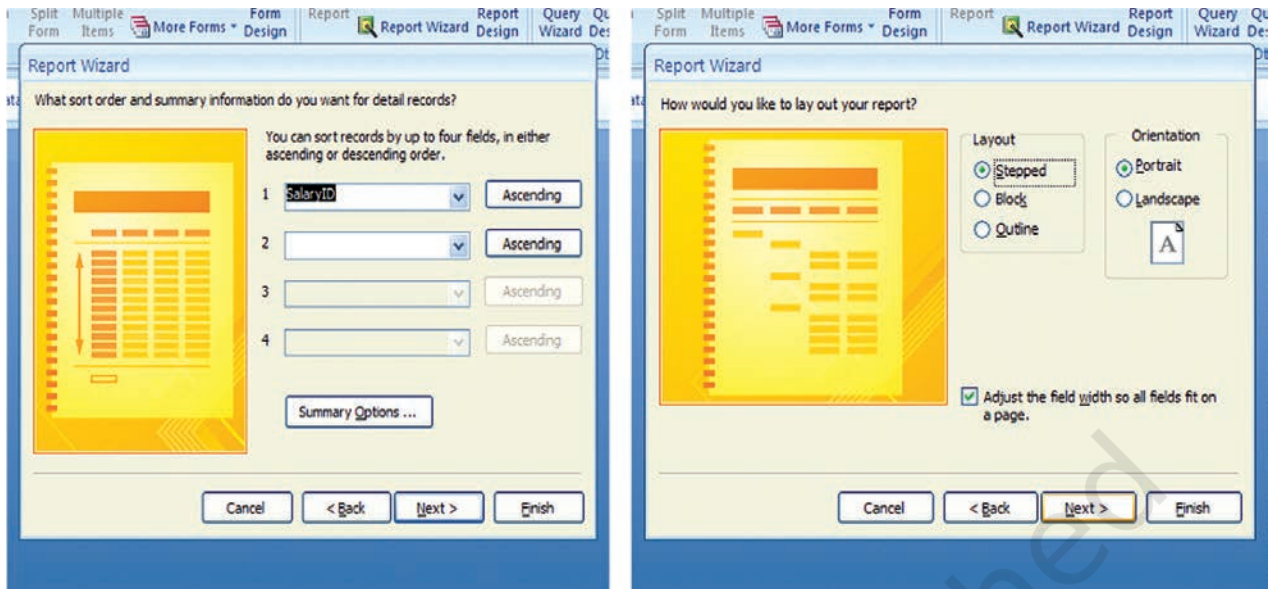 Split Multiple Form Report Report Query Qu
Form Items More Forms Design Report Wizard Design Wizard Des
Report Wizard
What sort order and summary information do you want for detail records?
You can sort records by up to four fields, in either
ascending or descending order.
1 SalaryID Ascending
2 Ascending
3 Ascending
4 Ascending
Summary Options ...
Cancel < Back Next > Finish
Split Multiple Form Report Report Query Qu
Form Items More Forms Design Report Wizard Design Wizard Des
Report Wizard
How would you like to lay out your report?
Layout Orientation
Stepped Portrait
Block Landscape
Outline A
Adjust the field width so all fields fit on
a page.
Cancel < Back Next > Finish
hed